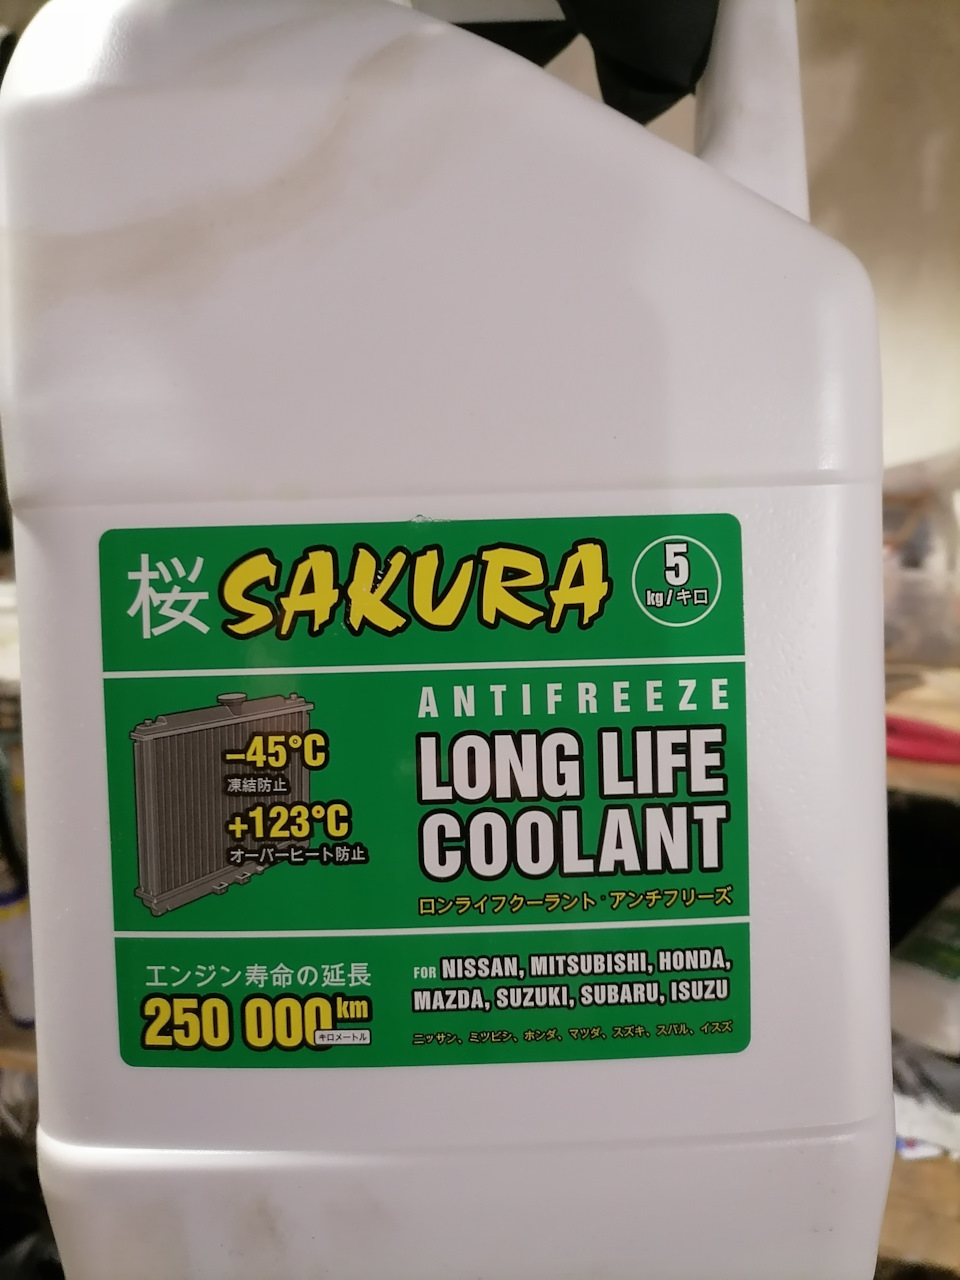 桜 SAKURA
5
kg / キロ
ANTIFREEZE
LONG LIFE
COOLANT
ロンライフクーラント・アンチフリーズ
-45°C
凍結防止
+123°C
オーバーヒート防止
エンジン寿命の延長
250 000 km
キロメートル
FOR NISSAN, MITSUBISHI, HONDA,
MAZDA, SUZUKI, SUBARU, ISUZU
ニッサン、ミツビシ、ホンダ、マツダ、スズキ、スバル、イスズ